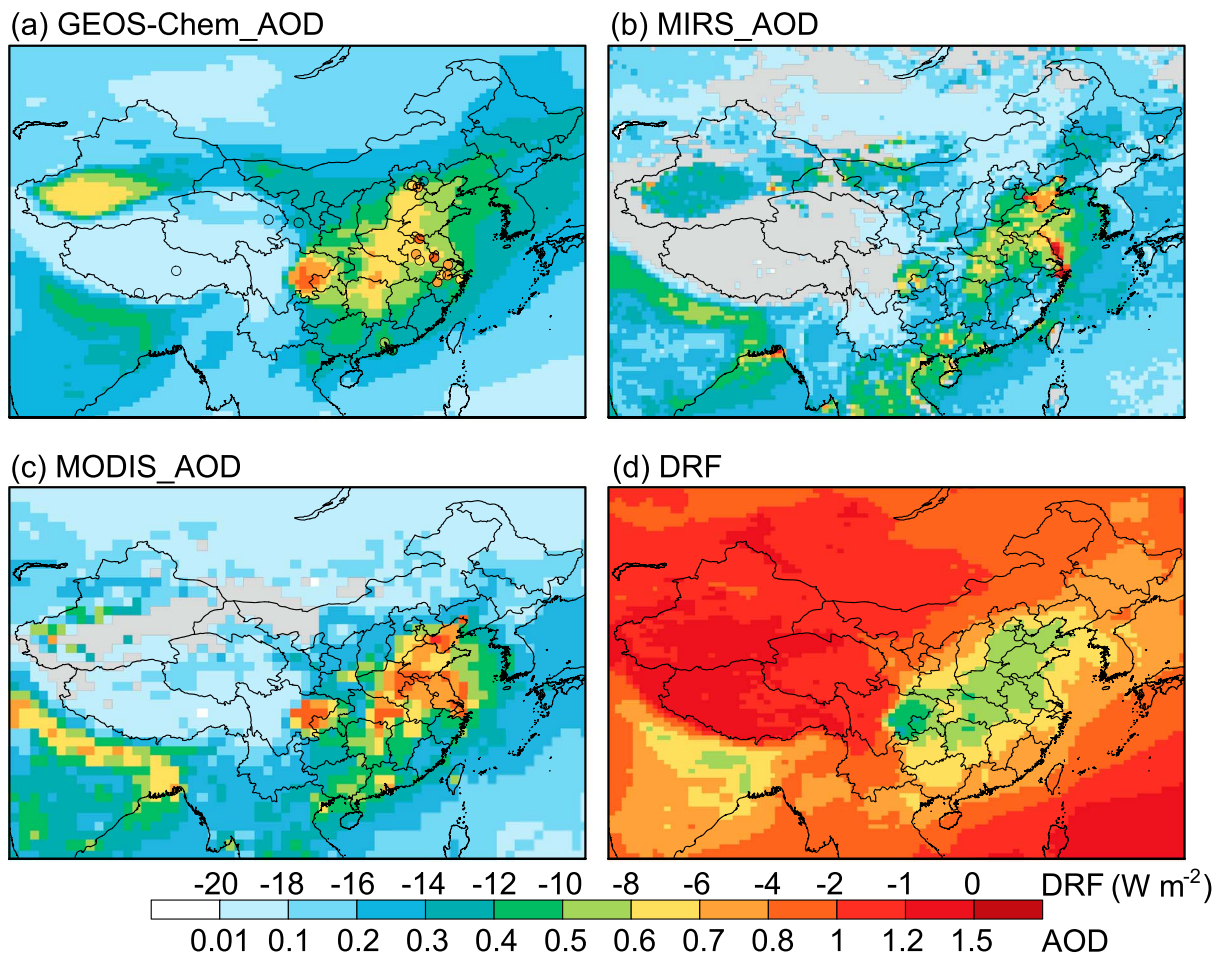 (a) GEOS-Chem_AOD
(b) MIRS_AOD
(c) MODIS_AOD
(d) DRF
-20 -18 -16 -14 -12 -10 -8 -6 -4 -2 -1 0 DRF (W m⁻²)
0.01 0.1 0.2 0.3 0.4 0.5 0.6 0.7 0.8 1 1.2 1.5 AOD